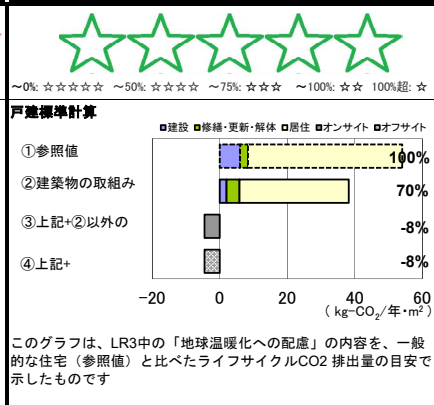 ～0%: ☆☆☆☆☆ ～50%: ☆☆☆☆ ～75%: ☆☆☆ ～100%: ☆☆ 100%超: ☆
戸建標準計算
■建設 ■修繕・更新・解体 ■居住 ■オンサイト ■オフサイト
①参照値 100%
②建築物の取組み 70%
③上記+②以外の -8%
④上記+ -8%
-20 0 20 40 60
( kg-CO₂/年・m² )
このグラフは、LR3中の「地球温暖化への配慮」の内容を、一般
的な住宅（参照値）と比べたライフサイクルCO2 排出量の目安で
示したものです